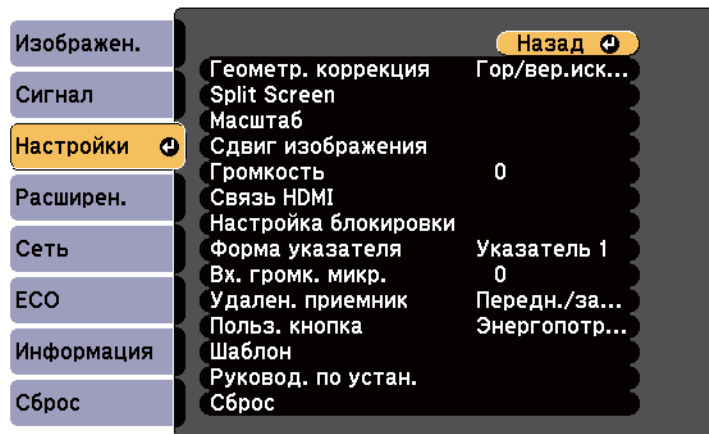 Изображен.
Сигнал
Настройки
Расширен.
Сеть
ECO
Информация
Сброс
Назад
Геометр. коррекция Гор/вер.иск...
Split Screen
Масштаб
Сдвиг изображения
Громкость 0
Связь HDMI
Настройка блокировки
Форма указателя Указатель 1
Вх. громк. микр. 0
Удален. приемник Передн./за...
Польз. кнопка Энергопотр...
Шаблон
Руковод. по устан.
Сброс